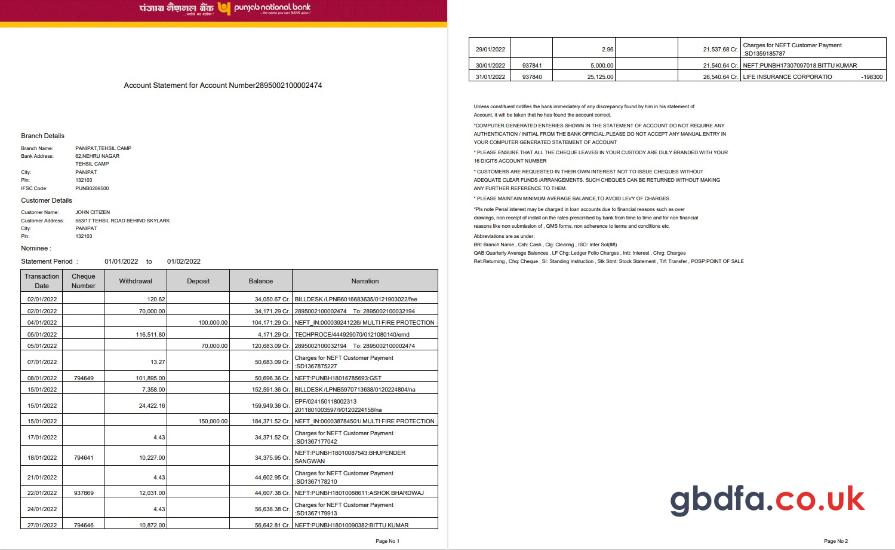 ਪੰਜਾਬ नैशनल बैंक punjab national bank
Account Statement for Account Number2895002100002474
Branch Details
Branch Name: PANIPAT,TEHSIL CAMP
Bank Address: 62,NEHRU NAGAR
TEHSIL CAMP
City: PANIPAT
Pin: 132103
IFSC Code: PUNB0289500
Customer Details
Customer Name: JOHN CITIZEN
Customer Address: 553/17 TEHSIL ROAD BEHIND SKYLARK
City: PANIPAT
Pin: 132103
Nominee :
Statement Period : 01/01/2022 to 01/02/2022
Transaction Date Cheque Number Withdrawal Deposit Balance Narration
02/01/2022 120.62 34,050.67 Cr. BILLDESK:/LPNB6016683635/0121903022/fee
02/01/2022 70,000.00 34,171.29 Cr. 2895002100002474 To: 2895002100032194
04/01/2022 100,000.00 104,171.29 Cr. NEFT_IN:000039241226/ MULTI FIRE PROTECTION
05/01/2022 116,511.80 4,171.29 Cr. TECHPROCE/444929070/0121080140/emd
05/01/2022 70,000.00 120,683.09 Cr. 2895002100032194 To: 2895002100002474
07/01/2022 13.27 50,683.09 Cr. Charges for NEFT Customer Payment
:SD1367875227
08/01/2022 794649 101,895.00 50,696.36 Cr. NEFT:PUNBH18016785693:GST
15/01/2022 7,358.00 152,591.36 Cr. BILLDESK:/LPNB5970713638/0120224804/na
15/01/2022 24,422.16 159,949.36 Cr. EPF/024150118002313
2011801003597/6/0120224158/na
15/01/2022 150,000.00 184,371.52 Cr. NEFT_IN:000038784501/ MULTI FIRE PROTECTION
17/01/2022 4.43 34,371.52 Cr. Charges for NEFT Customer Payment
:SD1367177042
18/01/2022 794641 10,227.00 34,375.95 Cr. NEFT:PUNBH18010087543:BHUPENDER
SANGWAN
21/01/2022 4.43 44,602.95 Cr. Charges for NEFT Customer Payment
:SD1367178210
22/01/2022 937869 12,031.00 44,607.38 Cr. NEFT:PUNBH18010088611:ASHOK BHARDWAJ
24/01/2022 4.43 56,638.38 Cr. Charges for NEFT Customer Payment
:SD1367179913
27/01/2022 794646 10,872.00 56,642.81 Cr. NEFT:PUNBH18010090382:BITTU KUMAR
Page No 1
29/01/2022 2.96 21,537.68 Cr. Charges for NEFT Customer Payment
:SD1359185787
30/01/2022 937841 5,000.00 21,540.64 Cr. NEFT:PUNBH17307097018:BITTU KUMAR
31/01/2022 937840 25,125.00 26,540.64 Cr. LIFE INSURANCE CORPORATIO -198300
Unless constituent notifies the bank immediately of any discrepancy found by him in his statement of
Account, it will be taken that he has found the account correct.
*COMPUTER GENERATED ENTERIES SHOWN IN THE STATEMENT OF ACCOUNT DO NOT REQUIRE ANY
AUTHENTICATION / INITIAL FROM THE BANK OFFICIAL.PLEASE DO NOT ACCEPT ANY MANUAL ENTRY IN
YOUR COMPUTER GENERATED STATEMENT OF ACCOUNT
* PLEASE ENSURE THAT ALL THE CHEQUE LEAVES IN YOUR CUSTODY ARE DULY BRANDED WITH YOUR
16 DIGITS ACCOUNT NUMBER
* CUSTOMERS ARE REQUESTED IN THEIR OWN INTEREST NOT TO ISSUE CHEQUES WITHOUT
ADEQUATE CLEAR FUNDS /ARRANGEMENTS. SUCH CHEQUES CAN BE RETURNED WITHOUT MAKING
ANY FURTHER REFERENCE TO THEM.
* PLEASE MAINTAIN MINIMUM AVERAGE BALANCE,TO AVOID LEVY OF CHARGES
*Pls note Penal interest may be charged in loan accounts due to financial reasons such as over
drawings, non receipt of install on the rates prescribed by bank from time to time and for non financial
reasons like non submission of , QMS forms, non adherence to terms and conditions etc.
Abbreviations are as under:
BR: Branch Name , Csh: Cash , Clg: Clearing , ISO: Inter Sol(BR)
QAB:Quarterly Average Balances , LF Chg: Ledger Folio Charges , Intt: Interest , Chrg: Charges
Ret:Returning , Chq: Cheque , SI: Standing instruction , Stk Stmt: Stock Statement , Trf: Transfer , POSP:POINT OF SALE
gbdfa.co.uk
Page No 2